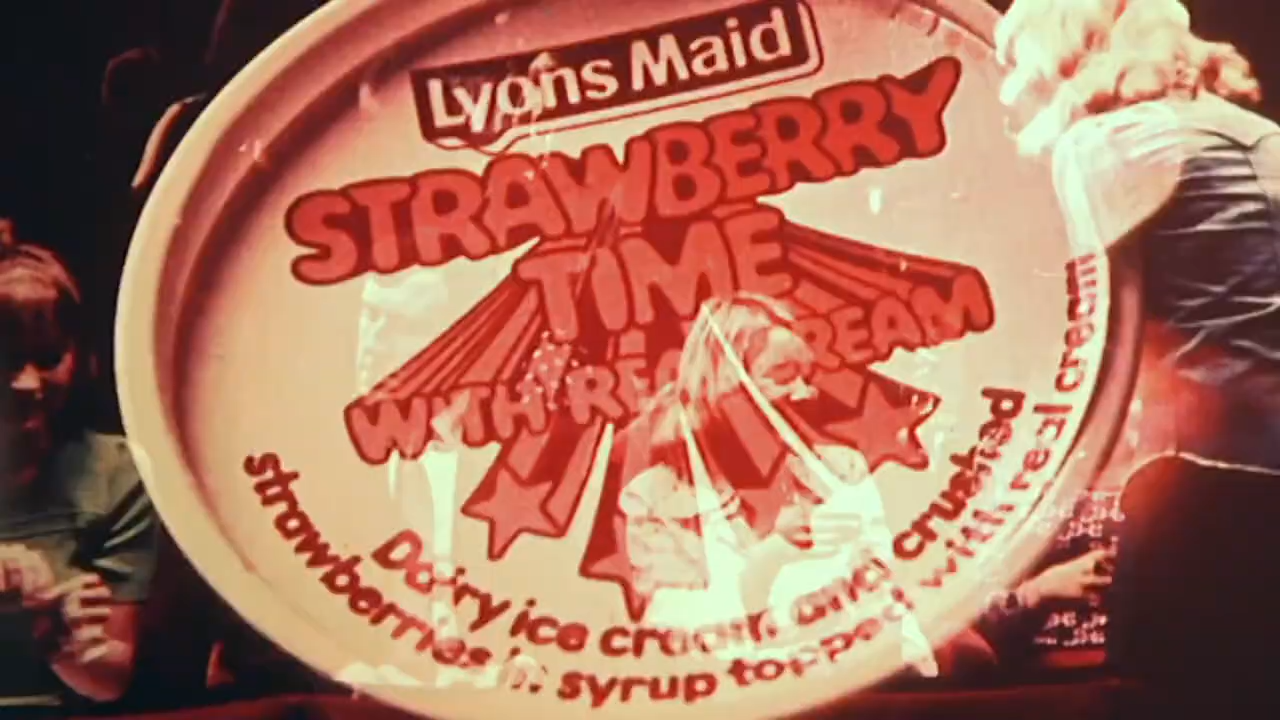 Lyons Maid
STRAWBERRY
TIME
WITH REAL CREAM
Dairy ice cream and crushed
strawberries in syrup topped with real cream